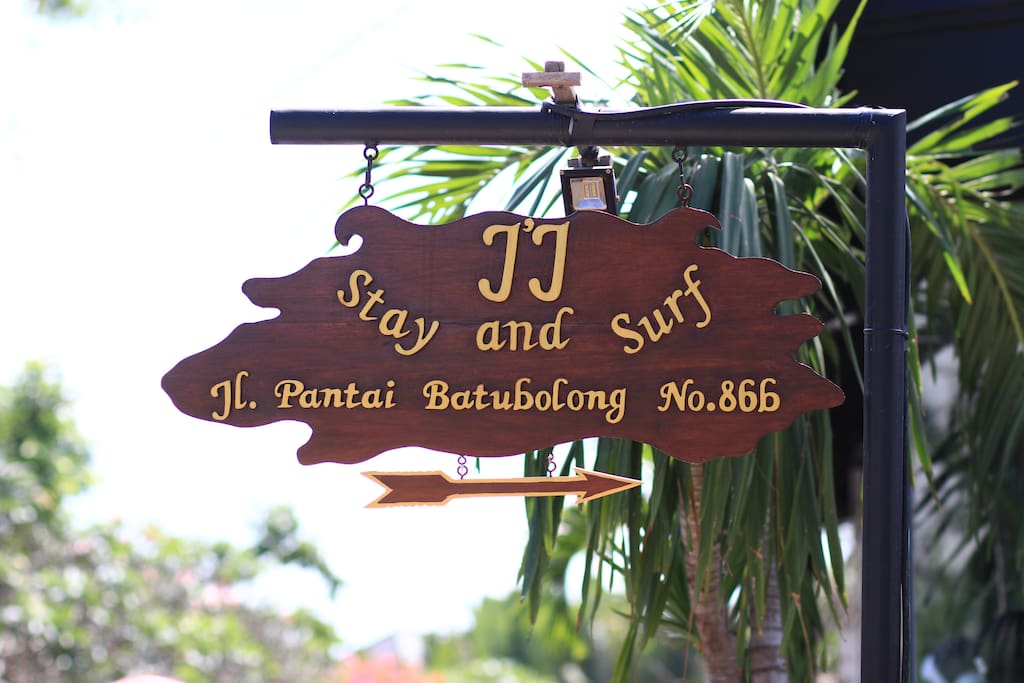 J'J
Stay and Surf
Jl. Pantai Batubolong No.86b